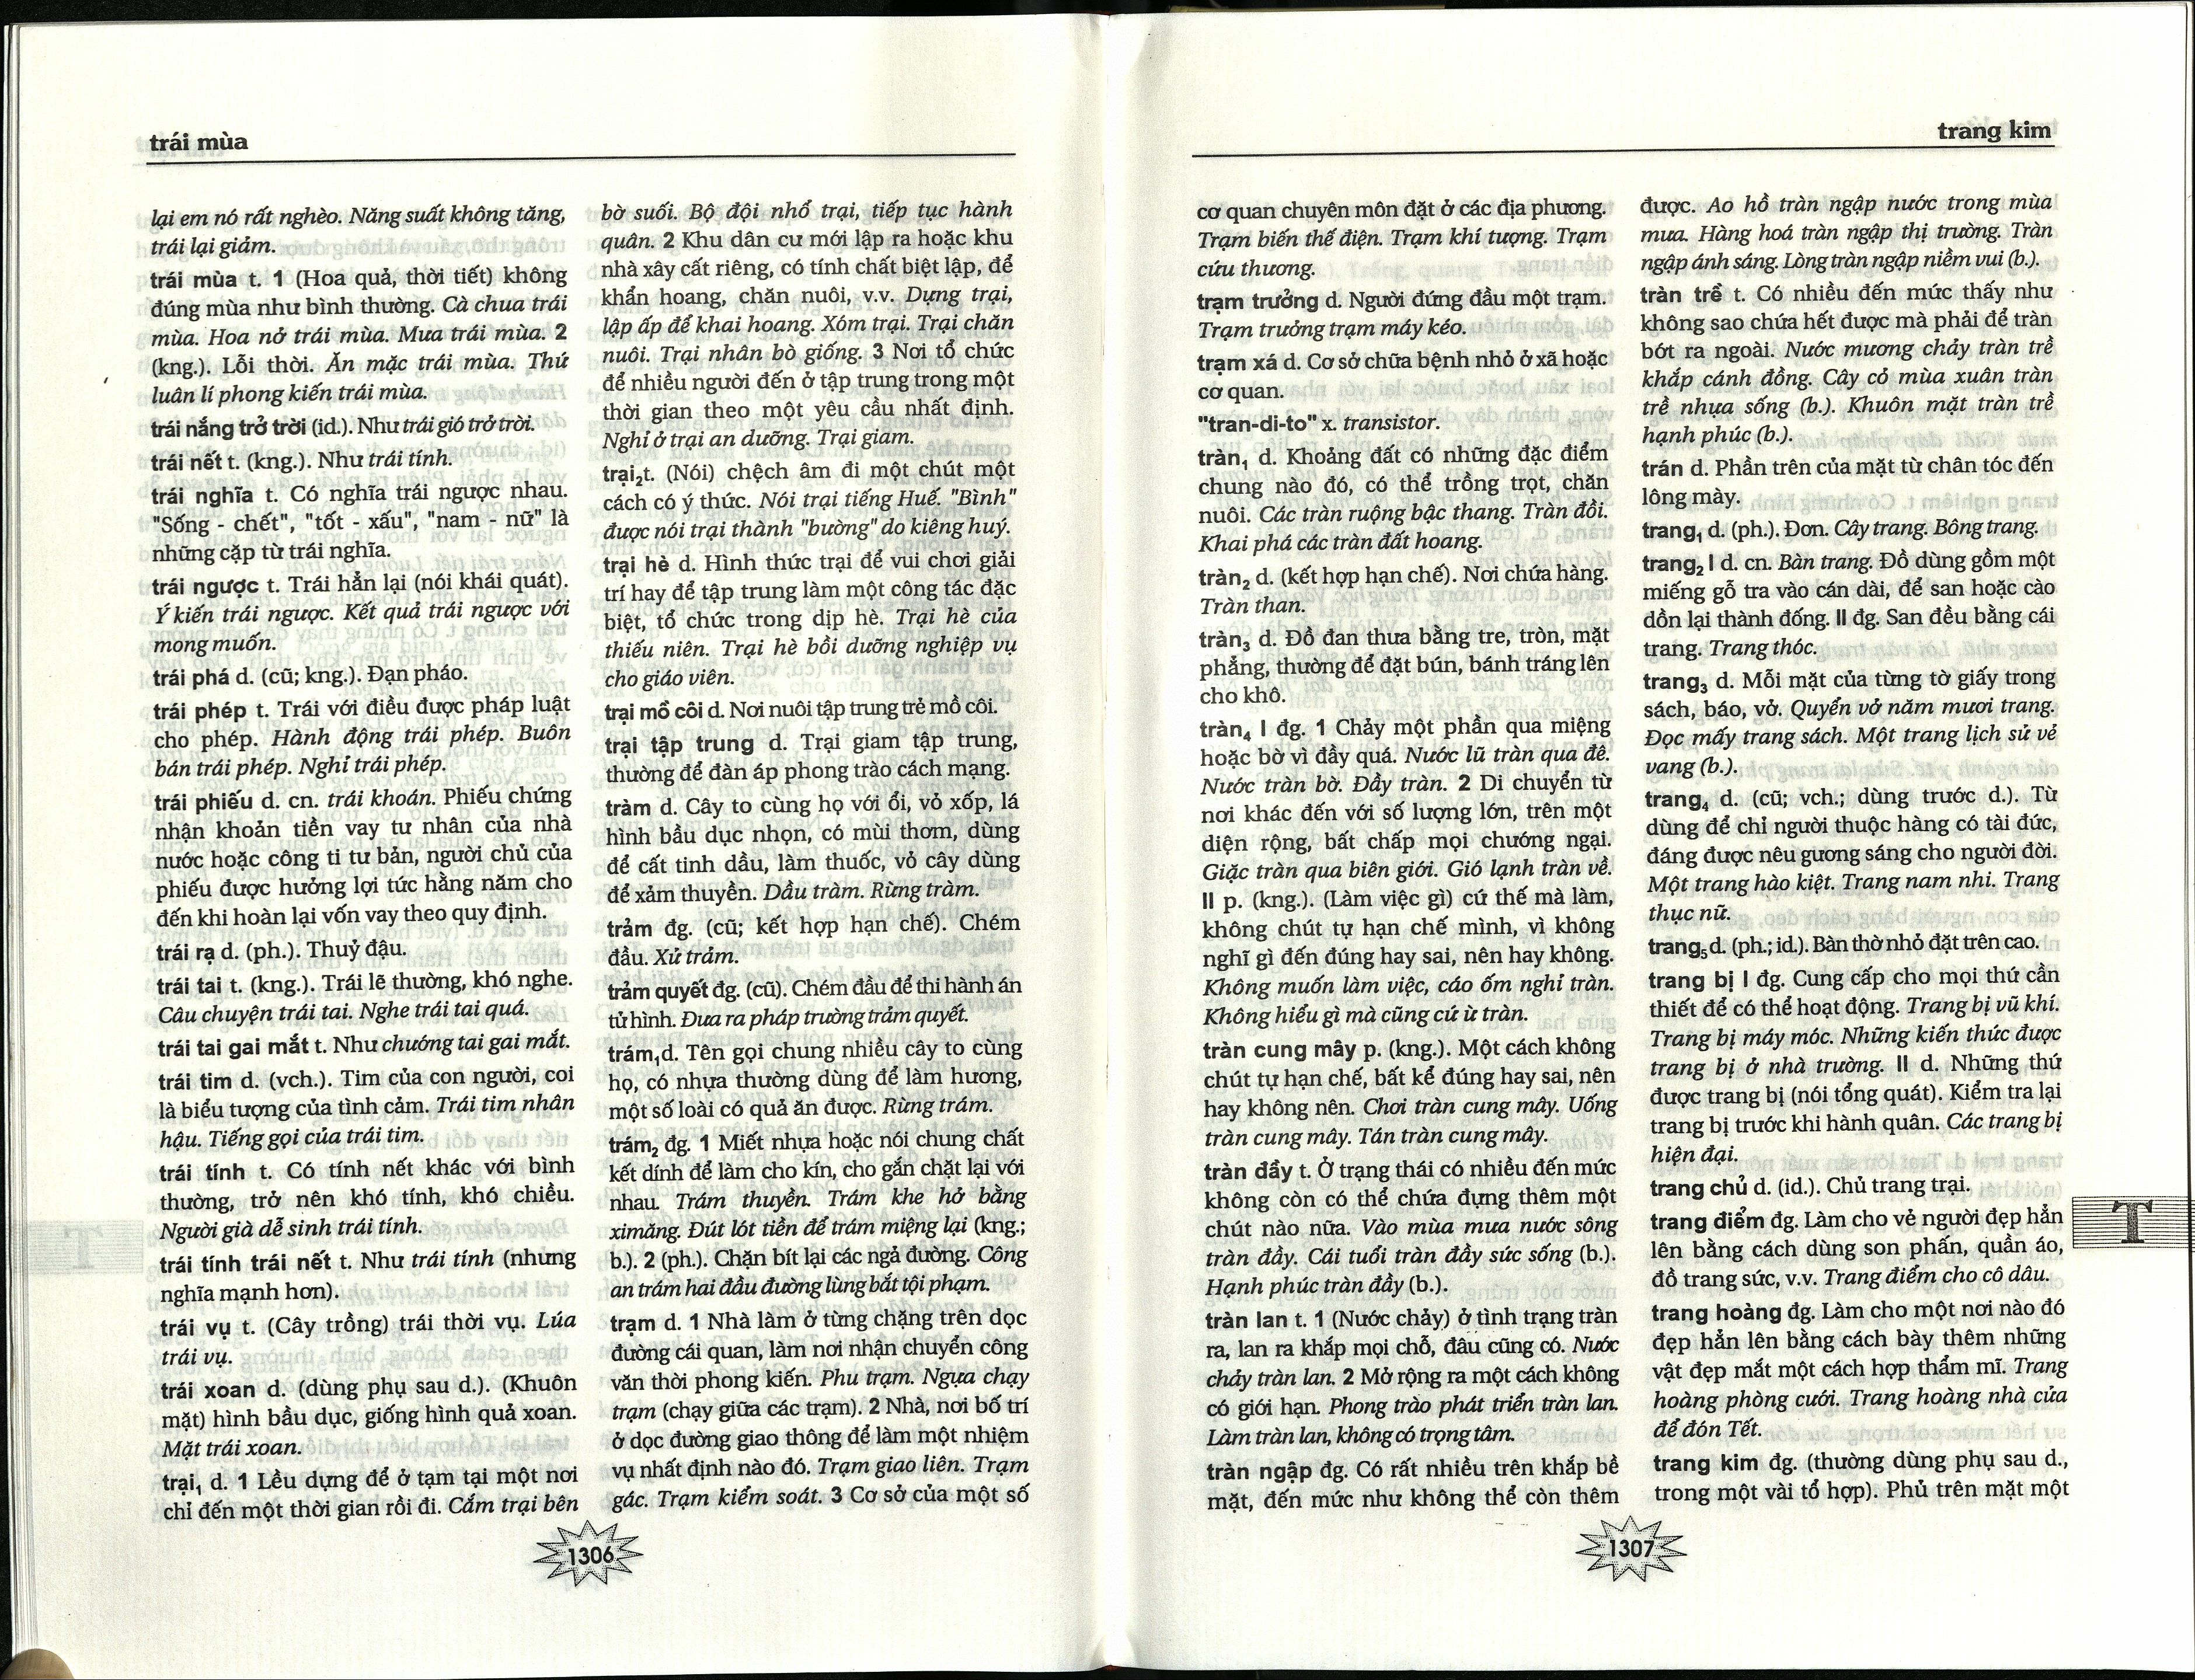 trái mùa
lại em nó rất nghèo. Năng suất không tăng,
trái lại giảm.
trái mùa t. 1 (Hoa quả, thời tiết) không
đúng mùa như bình thường. Cà chua trái
mùa. Hoa nở trái mùa. Mưa trái mùa. 2
(kng.). Lỗi thời. Ăn mặc trái mùa. Thứ
luân lí phong kiến trái mùa.
trái nắng trở trời (id.). Như trái gió trở trời.
trái nết t. (kng.). Như trái tính.
trái nghĩa t. Có nghĩa trái ngược nhau.
"Sống - chết", "tốt - xấu", "nam - nữ" là
những cặp từ trái nghĩa.
trái ngược t. Trái hẳn lại (nói khái quát).
Ý kiến trái ngược. Kết quả trái ngược với
mong muốn.
trái phá d. (cũ; kng.). Đạn pháo.
trái phép t. Trái với điều được pháp luật
cho phép. Hành động trái phép. Buôn
bán trái phép. Nghỉ trái phép.
trái phiếu d. cn. trái khoán. Phiếu chứng
nhận khoản tiền vay tư nhân của nhà
nước hoặc công ti tư bản, người chủ của
phiếu được hưởng lợi tức hằng năm cho
đến khi hoàn lại vốn vay theo quy định.
trái rạ d. (ph.). Thuỷ đậu.
trái tai t. (kng.). Trái lẽ thường, khó nghe.
Câu chuyện trái tai. Nghe trái tai quá.
trái tai gai mắt t. Như chướng tai gai mắt.
trái tim d. (vch.). Tim của con người, coi
là biểu tượng của tình cảm. Trái tim nhân
hậu. Tiếng gọi của trái tim.
trái tính t. Có tính nết khác với bình
thường, trở nên khó tính, khó chiều.
Người già dễ sinh trái tính.
trái tính trái nết t. Như trái tính (nhưng
nghĩa mạnh hơn).
trái vụ t. (Cây trồng) trái thời vụ. Lúa
trái vụ.
trái xoan d. (dùng phụ sau d.). (Khuôn
mặt) hình bầu dục, giống hình quả xoan.
Mặt trái xoan.
trại₁ d. 1 Lều dựng để ở tạm tại một nơi
chỉ đến một thời gian rồi đi. Cắm trại bên
bờ suối. Bộ đội nhổ trại, tiếp tục hành
quân. 2 Khu dân cư mới lập ra hoặc khu
nhà xây cất riêng, có tính chất biệt lập, để
khẩn hoang, chăn nuôi, v.v. Dựng trại,
lập ấp để khai hoang. Xóm trại. Trại chăn
nuôi. Trại nhân bò giống. 3 Nơi tổ chức
để nhiều người đến ở tập trung trong một
thời gian theo một yêu cầu nhất định.
Nghỉ ở trại an dưỡng. Trại giam.
trại₂t. (Nói) chệch âm đi một chút một
cách có ý thức. Nói trại tiếng Huế. "Bình"
được nói trại thành "bường" do kiêng huý.
trại hè d. Hình thức trại để vui chơi giải
trí hay để tập trung làm một công tác đặc
biệt, tổ chức trong dịp hè. Trại hè của
thiếu niên. Trại hè bồi dưỡng nghiệp vụ
cho giáo viên.
trại mồ côi d. Nơi nuôi tập trung trẻ mồ côi.
trại tập trung d. Trại giam tập trung,
thường để đàn áp phong trào cách mạng.
tràm d. Cây to cùng họ với ổi, vỏ xốp, lá
hình bầu dục nhọn, có mùi thơm, dùng
để cất tinh dầu, làm thuốc, vỏ cây dùng
để xảm thuyền. Dầu tràm. Rừng tràm.
trảm đg. (cũ; kết hợp hạn chế). Chém
đầu. Xử trảm.
trảm quyết đg. (cũ). Chém đầu để thi hành án
tử hình. Đưa ra pháp trường trảm quyết.
trám₁d. Tên gọi chung nhiều cây to cùng
họ, có nhựa thường dùng để làm hương,
một số loài có quả ăn được. Rừng trám.
trám₂ đg. 1 Miết nhựa hoặc nói chung chất
kết dính để làm cho kín, cho gắn chặt lại với
nhau. Trám thuyền. Trám khe hở bằng
ximăng. Đút lót tiền để trám miệng lại (kng.;
b.). 2 (ph.). Chặn bít lại các ngả đường. Công
an trám hai đầu đường lùng bắt tội phạm.
trạm d. 1 Nhà làm ở từng chặng trên dọc
đường cái quan, làm nơi nhận chuyển công
văn thời phong kiến. Phu trạm. Ngựa chạy
trạm (chạy giữa các trạm). 2 Nhà, nơi bố trí
ở dọc đường giao thông để làm một nhiệm
vụ nhất định nào đó. Trạm giao liên. Trạm
gác. Trạm kiểm soát. 3 Cơ sở của một số
1306
trang kim
cơ quan chuyên môn đặt ở các địa phương.
Trạm biến thế điện. Trạm khí tượng. Trạm
cứu thương.
trạm trưởng d. Người đứng đầu một trạm.
Trạm trưởng trạm máy kéo.
trạm xá d. Cơ sở chữa bệnh nhỏ ở xã hoặc
cơ quan.
"tran-di-to" x. transistor.
tràn₁ d. Khoảng đất có những đặc điểm
chung nào đó, có thể trồng trọt, chăn
nuôi. Các tràn ruộng bậc thang. Tràn đồi.
Khai phá các tràn đất hoang.
tràn₂ d. (kết hợp hạn chế). Nơi chứa hàng.
Tràn than.
tràn₃ d. Đồ đan thưa bằng tre, tròn, mặt
phẳng, thường để đặt bún, bánh tráng lên
cho khô.
tràn₄ I đg. 1 Chảy một phần qua miệng
hoặc bờ vì đầy quá. Nước lũ tràn qua đê.
Nước tràn bờ. Đầy tràn. 2 Di chuyển từ
nơi khác đến với số lượng lớn, trên một
diện rộng, bất chấp mọi chướng ngại.
Giặc tràn qua biên giới. Gió lạnh tràn về.
II p. (kng.). (Làm việc gì) cứ thế mà làm,
không chút tự hạn chế mình, vì không
nghĩ gì đến đúng hay sai, nên hay không.
Không muốn làm việc, cáo ốm nghỉ tràn.
Không hiểu gì mà cũng cứ ừ tràn.
tràn cung mây p. (kng.). Một cách không
chút tự hạn chế, bất kể đúng hay sai, nên
hay không nên. Chơi tràn cung mây. Uống
tràn cung mây. Tán tràn cung mây.
tràn đầy t. Ở trạng thái có nhiều đến mức
không còn có thể chứa đựng thêm một
chút nào nữa. Vào mùa mưa nước sông
tràn đầy. Cái tuổi tràn đầy sức sống (b.).
Hạnh phúc tràn đầy (b.).
tràn lan t. 1 (Nước chảy) ở tình trạng tràn
ra, lan ra khắp mọi chỗ, đâu cũng có. Nước
chảy tràn lan. 2 Mở rộng ra một cách không
có giới hạn. Phong trào phát triển tràn lan.
Làm tràn lan, không có trọng tâm.
tràn ngập đg. Có rất nhiều trên khắp bề
mặt, đến mức như không thể còn thêm
được. Ao hồ tràn ngập nước trong mùa
mưa. Hàng hoá tràn ngập thị trường. Tràn
ngập ánh sáng. Lòng tràn ngập niềm vui (b.).
tràn trề t. Có nhiều đến mức thấy như
không sao chứa hết được mà phải để tràn
bớt ra ngoài. Nước mương chảy tràn trề
khắp cánh đồng. Cây cỏ mùa xuân tràn
trề nhựa sống (b.). Khuôn mặt tràn trề
hạnh phúc (b.).
trán d. Phần trên của mặt từ chân tóc đến
lông mày.
trang₁ d. (ph.). Đơn. Cây trang. Bông trang.
trang₂ I d. cn. Bàn trang. Đồ dùng gồm một
miếng gỗ tra vào cán dài, để san hoặc cào
dồn lại thành đống. II đg. San đều bằng cái
trang. Trang thóc.
trang₃ d. Mỗi mặt của từng tờ giấy trong
sách, báo, vở. Quyển vở năm mươi trang.
Đọc mấy trang sách. Một trang lịch sử vẻ
vang (b.).
trang₄ d. (cũ; vch.; dùng trước d.). Từ
dùng để chỉ người thuộc hàng có tài đức,
đáng được nêu gương sáng cho người đời.
Một trang hào kiệt. Trang nam nhi. Trang
thục nữ.
trang₅d. (ph.; id.). Bàn thờ nhỏ đặt trên cao.
trang bị I đg. Cung cấp cho mọi thứ cần
thiết để có thể hoạt động. Trang bị vũ khí.
Trang bị máy móc. Những kiến thức được
trang bị ở nhà trường. II d. Những thứ
được trang bị (nói tổng quát). Kiểm tra lại
trang bị trước khi hành quân. Các trang bị
hiện đại.
trang chủ d. (id.). Chủ trang trại.
trang điểm đg. Làm cho vẻ người đẹp hẳn
lên bằng cách dùng son phấn, quần áo,
đồ trang sức, v.v. Trang điểm cho cô dâu.
trang hoàng đg. Làm cho một nơi nào đó
đẹp hẳn lên bằng cách bày thêm những
vật đẹp mắt một cách hợp thẩm mĩ. Trang
hoàng phòng cưới. Trang hoàng nhà cửa
để đón Tết.
trang kim đg. (thường dùng phụ sau d.,
trong một vài tổ hợp). Phủ trên mặt một
T
1307